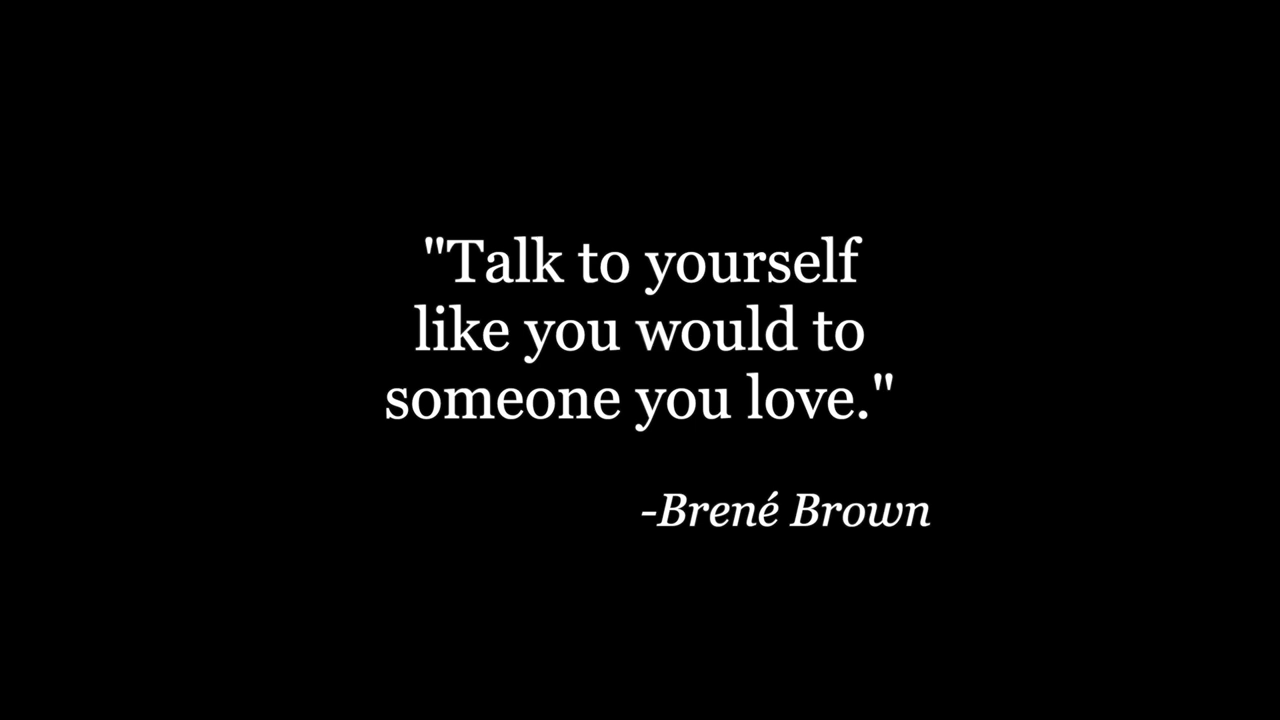 "Talk to yourself
like you would to
someone you love."
-Brené Brown